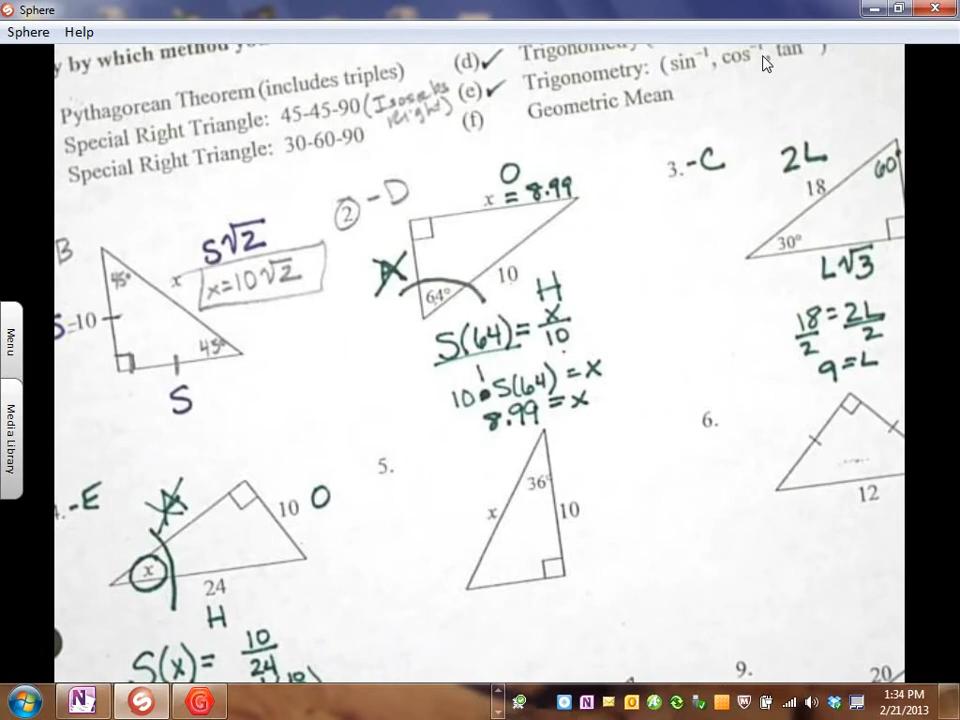 Sphere
Sphere Help
y by which method
Pythagorean Theorem (includes triples)
Special Right Triangle: 45-45-90 (Isosceles Right)
Special Right Triangle: 30-60-90
(d) ✓
(e) ✓ Trigonometry: (sin⁻¹, cos⁻¹, tan
(f) Geometric Mean
B
45°
S=10
45°
S
x
S√2
x=10√2
② -D
O
x = 8.99
A
64°
10
H
S(64) = x/10
10 • S(64) = x
8.99 = x
3. -C
2L
18
60°
30°
L√3
18/2 = 2L/2
9 = L
-E
A
x
10 O
24
H
S(x) = 10/24
5.
36°
x
10
6.
12
9.
20
Menu
Media Library
1:34 PM
2/21/2013